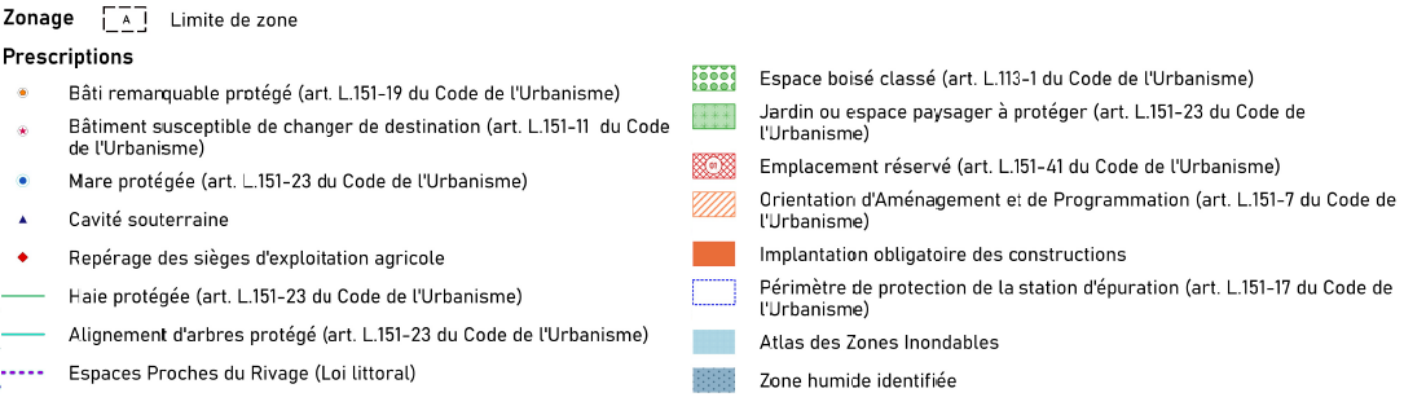 Zonage A Limite de zone
Prescriptions
Bâti remarquable protégé (art. L.151-19 du Code de l'Urbanisme)
Bâtiment susceptible de changer de destination (art. L.151-11 du Code
de l'Urbanisme)
Mare protégée (art. L.151-23 du Code de l'Urbanisme)
Cavité souterraine
Repérage des sièges d'exploitation agricole
Haie protégée (art. L.151-23 du Code de l'Urbanisme)
Alignement d'arbres protégé (art. L.151-23 du Code de l'Urbanisme)
Espaces Proches du Rivage (Loi littoral)
Espace boisé classé (art. L.113-1 du Code de l'Urbanisme)
Jardin ou espace paysager à protéger (art. L.151-23 du Code de
l'Urbanisme)
01 Emplacement réservé (art. L.151-41 du Code de l'Urbanisme)
Orientation d'Aménagement et de Programmation (art. L.151-7 du Code de
l'Urbanisme)
Implantation obligatoire des constructions
Périmètre de protection de la station d'épuration (art. L.151-17 du Code de
l'Urbanisme)
Atlas des Zones Inondables
Zone humide identifiée